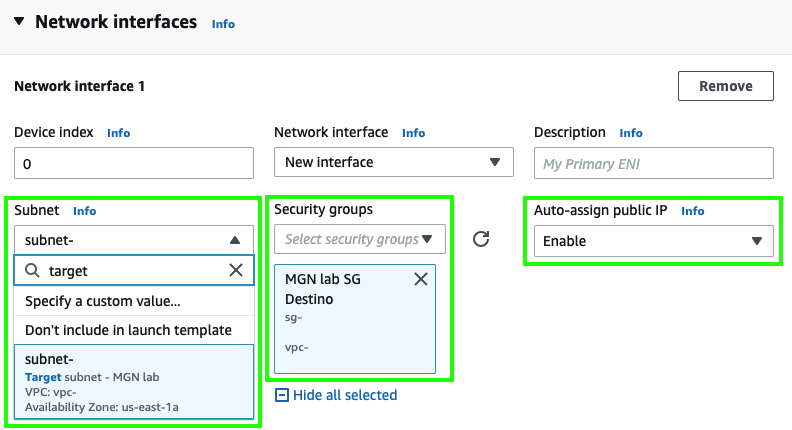 Network interfaces Info
Network interface 1
Remove
Device index Info
Network interface Info
Description Info
0
New interface
My Primary ENI
Subnet Info
Security groups
Auto-assign public IP Info
subnet-
Select security groups
Enable
target
Specify a custom value...
Don't include in launch template
subnet-
Target subnet - MGN lab
VPC: vpc-
Availability Zone: us-east-1a
MGN lab SG
Destino
sg-
vpc-
Hide all selected